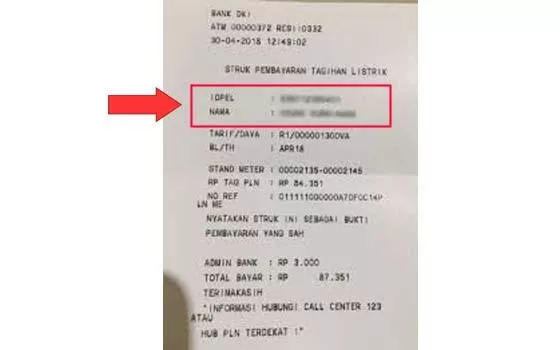 BANK DKI
ATM 00000372 RESI:0332
30-04-2018 12:49:02
STRUK PEMBAYARAN TAGIHAN LISTRIK
IDPEL :
NAMA :
TARIF/DAYA : R1/000001300VA
BL/TH : APR18
STAND METER : 00002135-00002145
RP TAG PLN : RP 84.351
NO REF : 011111000000A7DF0C14P
LN ME
NYATAKAN STRUK INI SEBAGAI BUKTI
PEMBAYARAN YANG SAH
ADMIN BANK : RP 3.000
TOTAL BAYAR : RP 87.351
TERIMAKASIH
"INFORMASI HUBUNGI CALL CENTER 123
ATAU
HUB PLN TERDEKAT !"